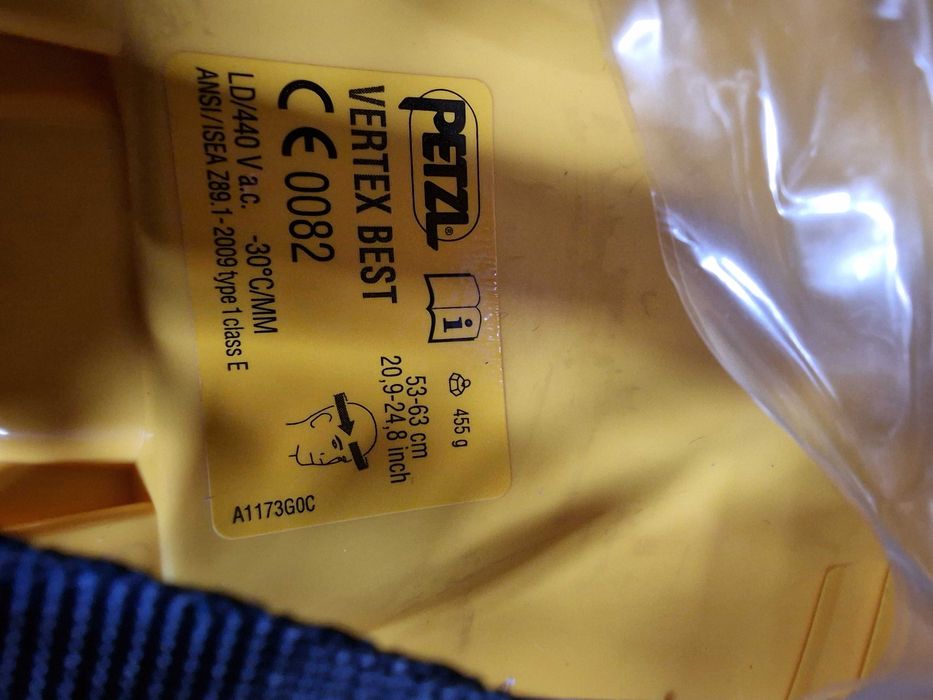 PETZL®
i
455 g
VERTEX BEST
53-63 cm
20,9-24,8 inch
CE 0082
LD/440 V a.c. -30°C/MM
ANSI/ISEA Z89.1-2009 type 1 class E
A1173G0C